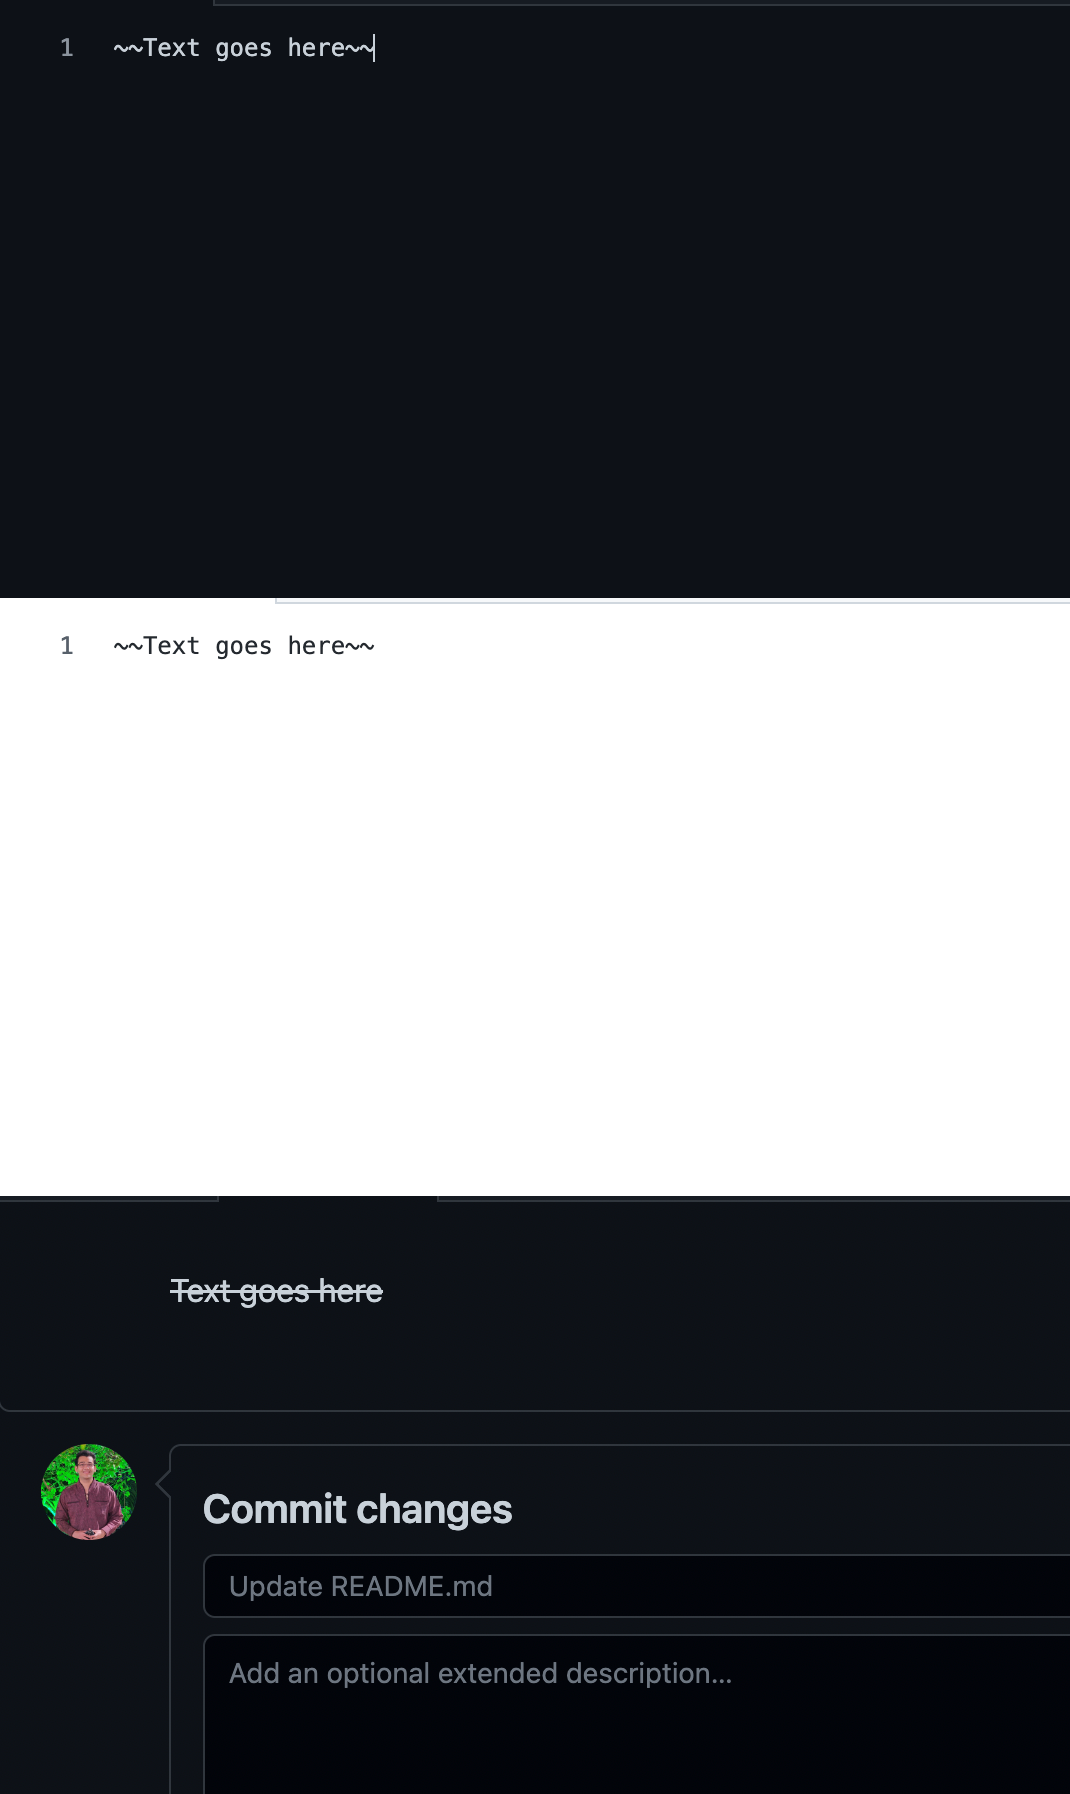 1 ~~Text goes here~~
1 ~~Text goes here~~
Text goes here
Commit changes
Update README.md
Add an optional extended description...